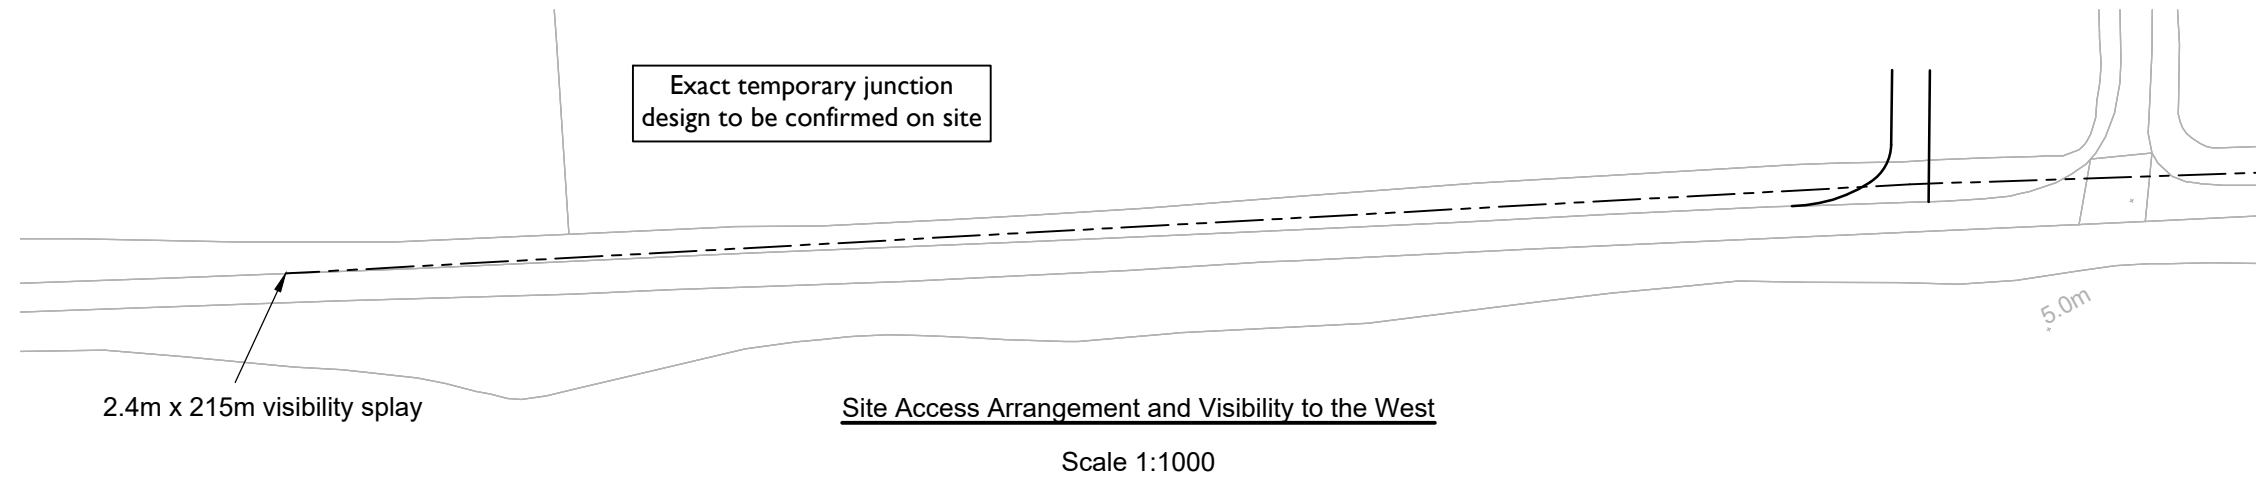 Exact temporary junction
design to be confirmed on site
5.0m
2.4m x 215m visibility splay
Site Access Arrangement and Visibility to the West
Scale 1:1000